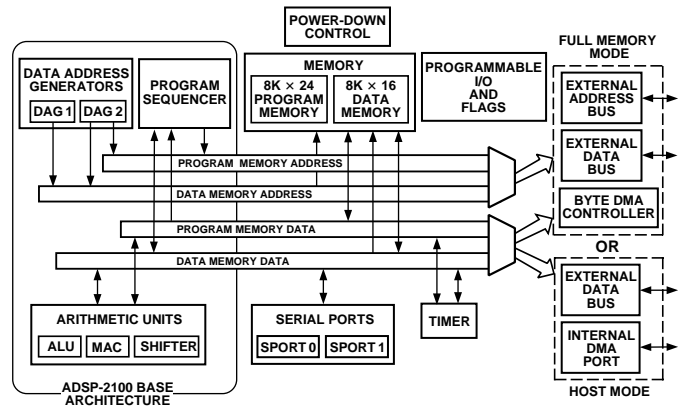 POWER-DOWN
CONTROL
FULL MEMORY
MODE
DATA ADDRESS
GENERATORS
DAG 1
DAG 2
PROGRAM
SEQUENCER
MEMORY
8K × 24
PROGRAM
MEMORY
8K × 16
DATA
MEMORY
PROGRAMMABLE
I/O
AND
FLAGS
EXTERNAL
ADDRESS
BUS
EXTERNAL
DATA
BUS
BYTE DMA
CONTROLLER
OR
PROGRAM MEMORY ADDRESS
DATA MEMORY ADDRESS
PROGRAM MEMORY DATA
DATA MEMORY DATA
EXTERNAL
DATA
BUS
INTERNAL
DMA
PORT
HOST MODE
ARITHMETIC UNITS
ALU
MAC
SHIFTER
SERIAL PORTS
SPORT 0
SPORT 1
TIMER
ADSP-2100 BASE
ARCHITECTURE